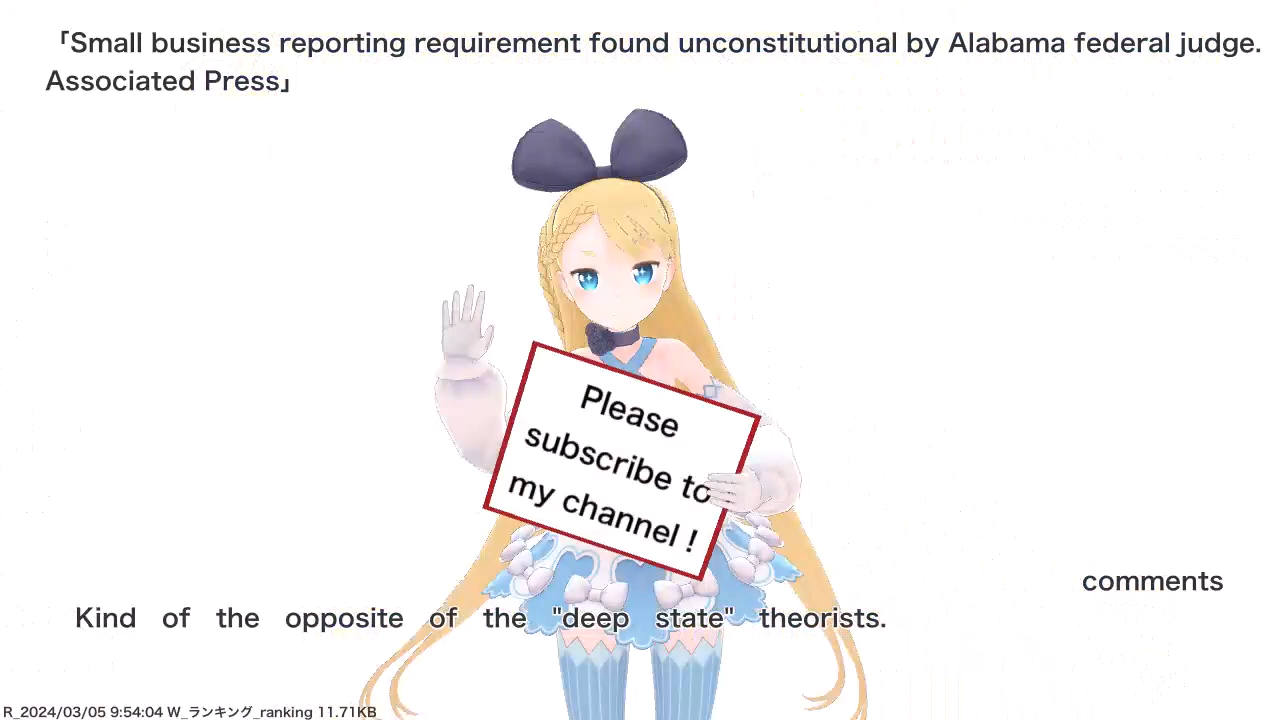 「Small business reporting requirement found unconstitutional by Alabama federal judge.
Associated Press」
Please
subscribe to
my channel !
comments
Kind of the opposite of the "deep state" theorists.
R_2024/03/05 9:54:04 W_ランキング_ranking 11.71KB